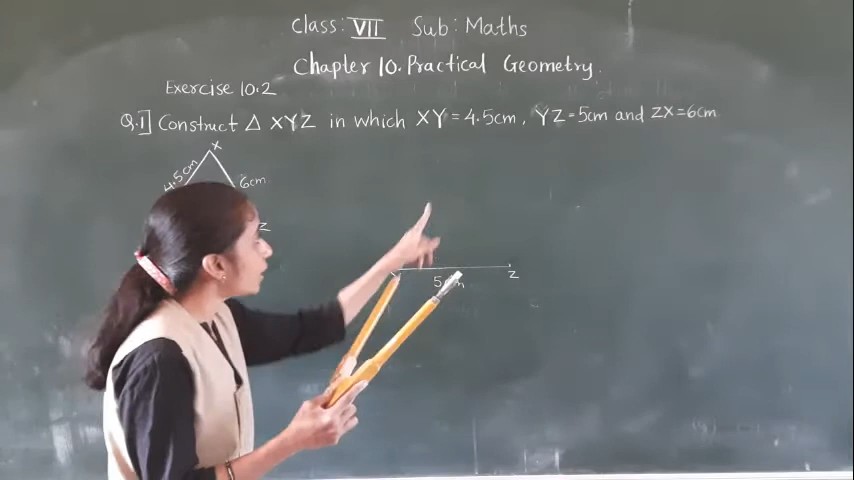 Class: VII Sub: Maths
Chapter 10. Practical Geometry.
Exercise 10.2
Q.1] Construct △ XYZ in which XY = 4.5cm, YZ = 5cm and ZX = 6cm
X
4.5cm
6cm
Z
Z